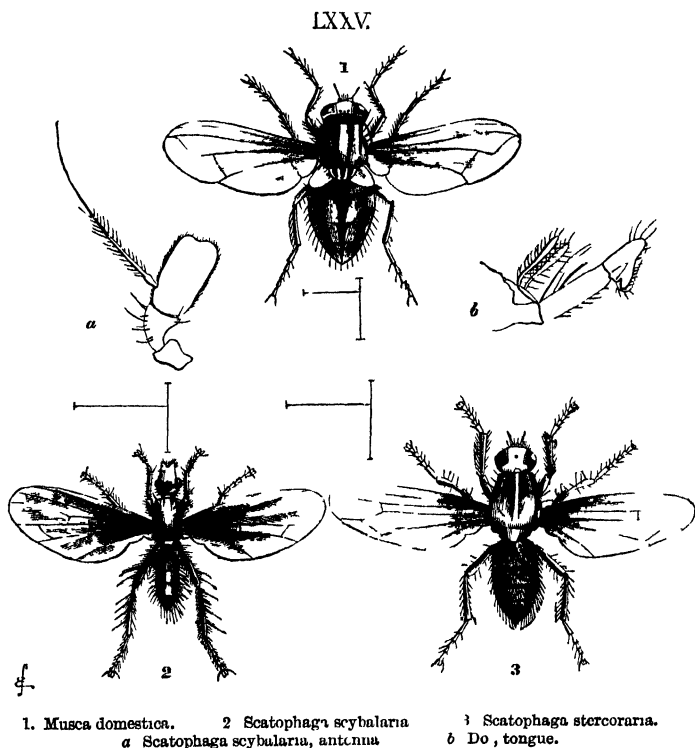 LXXV.
1
a
b
2
3
1. Musca domestica. 2 Scatophaga scybalaria 3 Scatophaga stercoraria.
a Scatophaga scybalaria, antenna b Do , tongue.